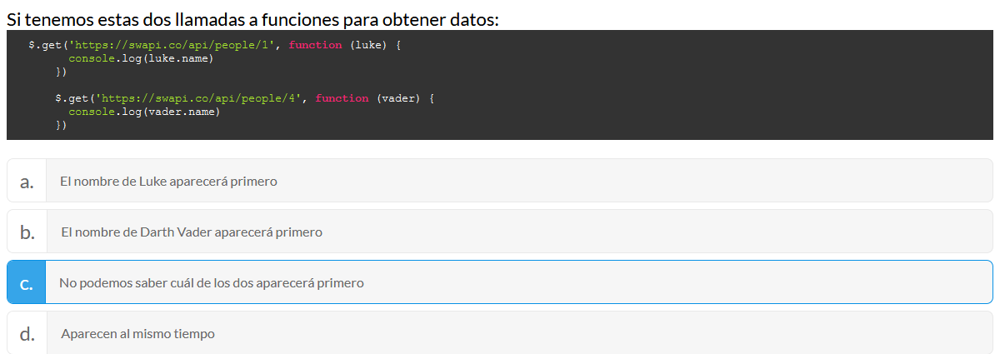 Si tenemos estas dos llamadas a funciones para obtener datos:
$.get('https://swapi.co/api/people/1', function (luke) {
console.log(luke.name)
})
$.get('https://swapi.co/api/people/4', function (vader) {
console.log(vader.name)
})
a. El nombre de Luke aparecerá primero
b. El nombre de Darth Vader aparecerá primero
c. No podemos saber cuál de los dos aparecerá primero
d. Aparecen al mismo tiempo